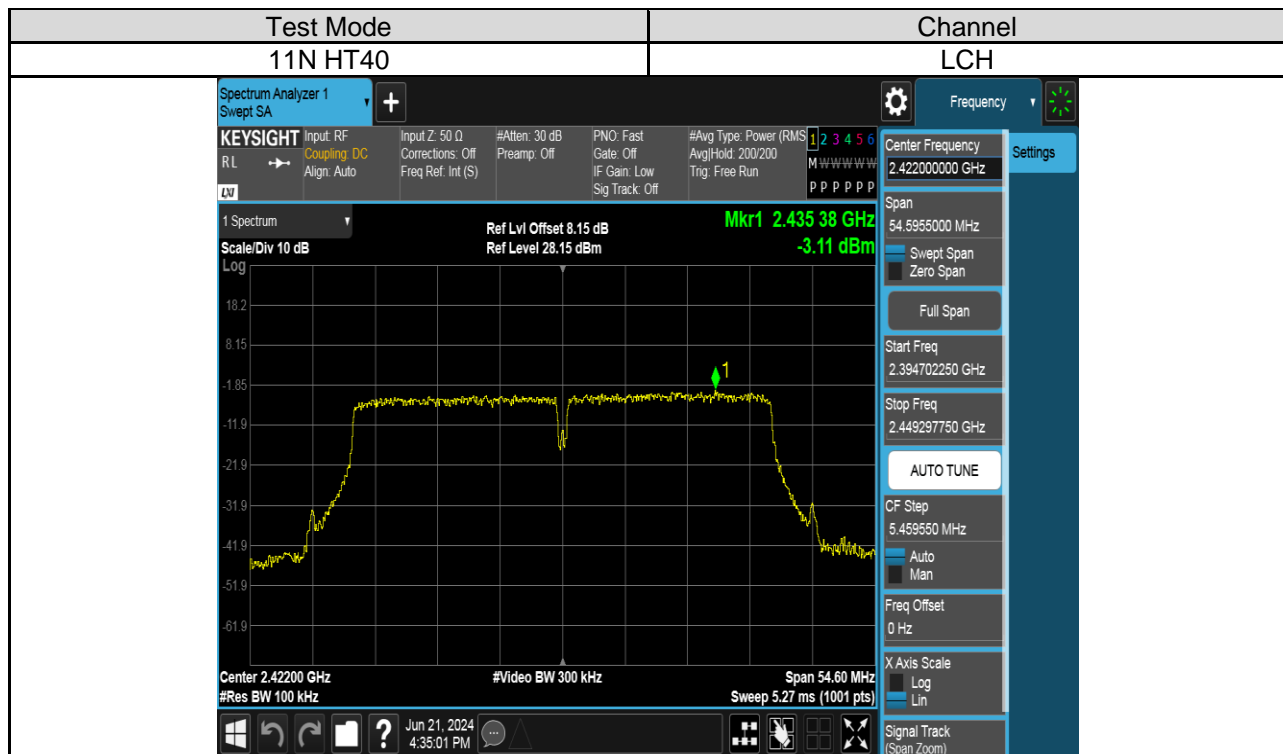 Test Mode Channel
11N HT40 LCH
Spectrum Analyzer 1
Swept SA
Frequency
KEYSIGHT Input: RF Input Z: 50 Ω #Atten: 30 dB PNO: Fast #Avg Type: Power (RMS 1 2 3 4 5 6
R L Coupling: DC Corrections: Off Preamp: Off Gate: Off Avg|Hold: 200/200 M W W W W W
Align: Auto Freq Ref: Int (S) IF Gain: Low Trig: Free Run
LXI Sig Track: Off P P P P P P
1 Spectrum Ref Lvl Offset 8.15 dB Mkr1 2.435 38 GHz
Scale/Div 10 dB Ref Level 28.15 dBm -3.11 dBm
Log
18.2
8.15
1
-1.85
-11.9
-21.9
-31.9
-41.9
-51.9
-61.9
Center 2.42200 GHz #Video BW 300 kHz Span 54.60 MHz
#Res BW 100 kHz Sweep 5.27 ms (1001 pts)
Center Frequency
2.422000000 GHz
Settings
Span
54.5955000 MHz
Swept Span
Zero Span
Full Span
Start Freq
2.394702250 GHz
Stop Freq
2.449297750 GHz
AUTO TUNE
CF Step
5.459550 MHz
Auto
Man
Freq Offset
0 Hz
X Axis Scale
Log
Lin
Signal Track
(Span Zoom)
? Jun 21, 2024
4:35:01 PM